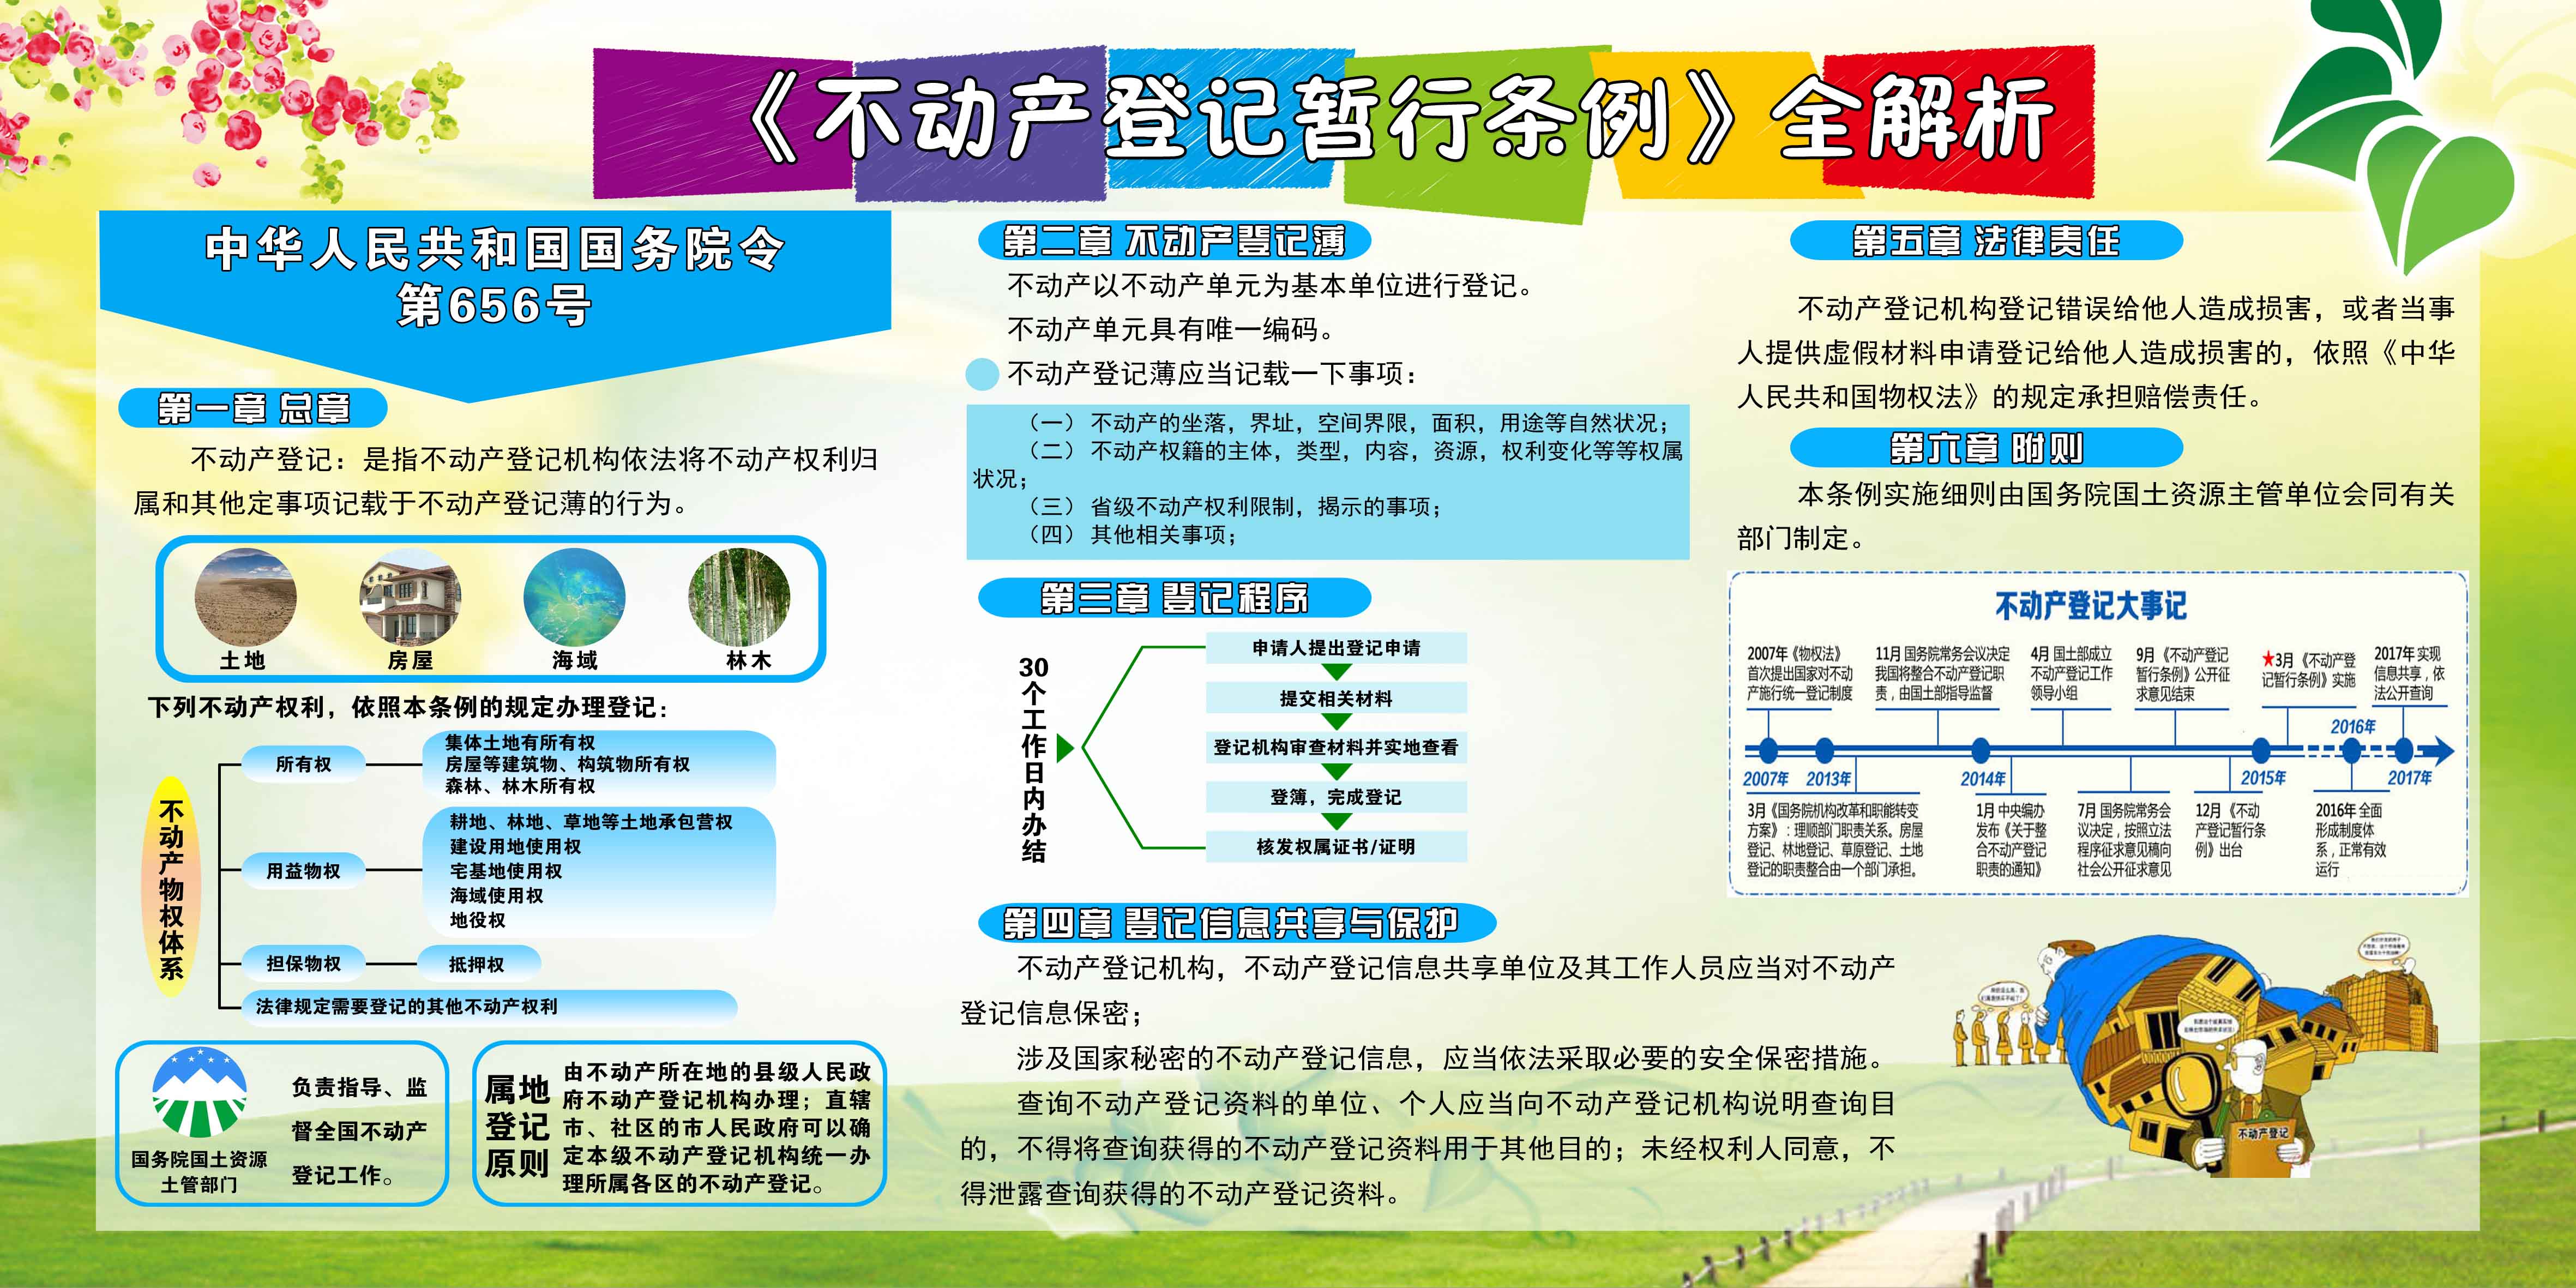 《不动产登记暂行条例》全解析
中华人民共和国国务院令
第656号
第一章 总章
不动产登记：是指不动产登记机构依法将不动产权利归
属和其他定事项记载于不动产登记薄的行为。
土地
房屋
海域
林木
下列不动产权利，依照本条例的规定办理登记：
不动产物权体系
所有权
集体土地有所有权
房屋等建筑物、构筑物所有权
森林、林木所有权
用益物权
耕地、林地、草地等土地承包营权
建设用地使用权
宅基地使用权
海域使用权
地役权
担保物权
抵押权
法律规定需要登记的其他不动产权利
国务院国土资源
土管部门
负责指导、监
督全国不动产
登记工作。
属地
登记
原则
由不动产所在地的县级人民政
府不动产登记机构办理；直辖
市、社区的市人民政府可以确
定本级不动产登记机构统一办
理所属各区的不动产登记。
第二章 不动产登记薄
不动产以不动产单元为基本单位进行登记。
不动产单元具有唯一编码。
不动产登记薄应当记载一下事项：
（一） 不动产的坐落，界址，空间界限，面积，用途等自然状况；
（二） 不动产权籍的主体，类型，内容，资源，权利变化等等权属
状况；
（三） 省级不动产权利限制，揭示的事项；
（四） 其他相关事项；
第三章 登记程序
30个工作日内办结
申请人提出登记申请
提交相关材料
登记机构审查材料并实地查看
登簿，完成登记
核发权属证书/证明
第四章 登记信息共享与保护
不动产登记机构，不动产登记信息共享单位及其工作人员应当对不动产
登记信息保密；
涉及国家秘密的不动产登记信息，应当依法采取必要的安全保密措施。
查询不动产登记资料的单位、个人应当向不动产登记机构说明查询目
的，不得将查询获得的不动产登记资料用于其他目的；未经权利人同意，不
得泄露查询获得的不动产登记资料。
第五章 法律责任
不动产登记机构登记错误给他人造成损害，或者当事
人提供虚假材料申请登记给他人造成损害的，依照《中华
人民共和国物权法》的规定承担赔偿责任。
第六章 附则
本条例实施细则由国务院国土资源主管单位会同有关
部门制定。
不动产登记大事记
2007年《物权法》
首次提出国家对不动
产施行统一登记制度
11月 国务院常务会议决定
我国将整合不动产登记职
责，由国土部指导监督
4月 国土部成立
不动产登记工作
领导小组
9月《不动产登记
暂行条例》公开征
求意见结束
★3月《不动产登
记暂行条例》实施
2017年 实现
信息共享，依
法公开查询
2016年
2007年
2013年
2014年
2015年
2017年
3月《国务院机构改革和职能转变
方案》：理顺部门职责关系。房屋
登记、林地登记、草原登记、土地
登记的职责整合由一个部门承担。
1月 中央编办
发布《关于整
合不动产登记
职责的通知》
7月 国务院常务会
议决定，按照立法
程序征求意见稿向
社会公开征求意见
12月《不动
产登记暂行条
例》出台
2016年 全面
形成制度体
系，正常有效
运行
不动产登记